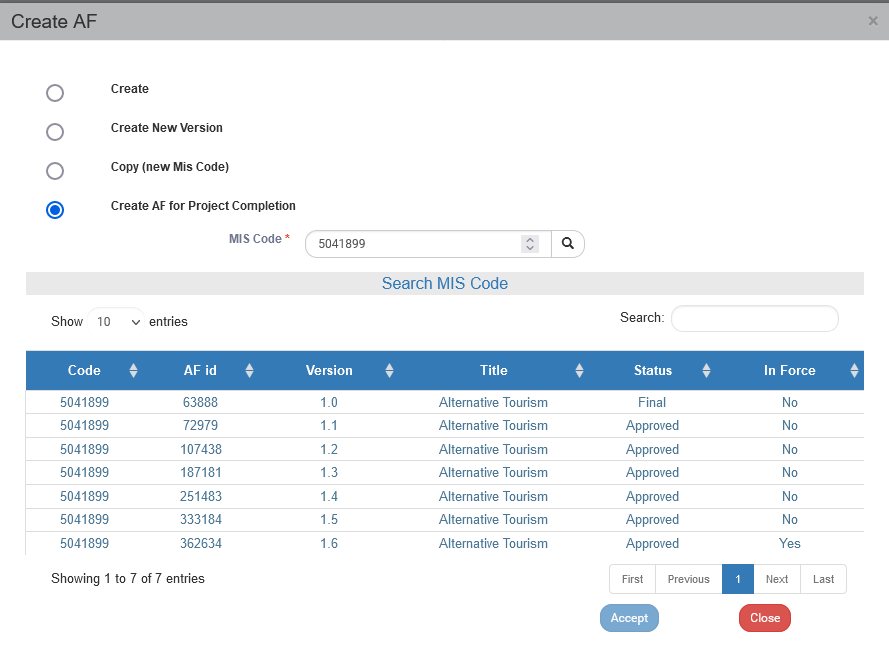 Create AF ×
Create
Create New Version
Copy (new Mis Code)
Create AF for Project Completion
MIS Code * 5041899
Search MIS Code
Show 10 entries Search:
Code AF id Version Title Status In Force
5041899 63888 1.0 Alternative Tourism Final No
5041899 72979 1.1 Alternative Tourism Approved No
5041899 107438 1.2 Alternative Tourism Approved No
5041899 187181 1.3 Alternative Tourism Approved No
5041899 251483 1.4 Alternative Tourism Approved No
5041899 333184 1.5 Alternative Tourism Approved No
5041899 362634 1.6 Alternative Tourism Approved Yes
Showing 1 to 7 of 7 entries First Previous 1 Next Last
Accept Close